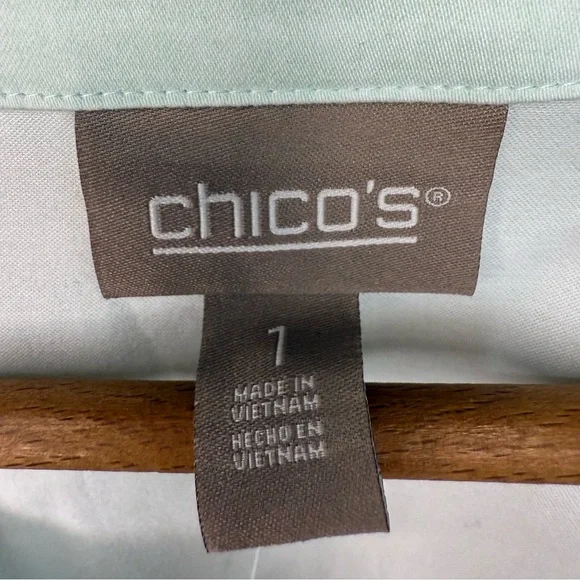 chico's®
1
MADE IN
VIETNAM
HECHO EN
VIETNAM